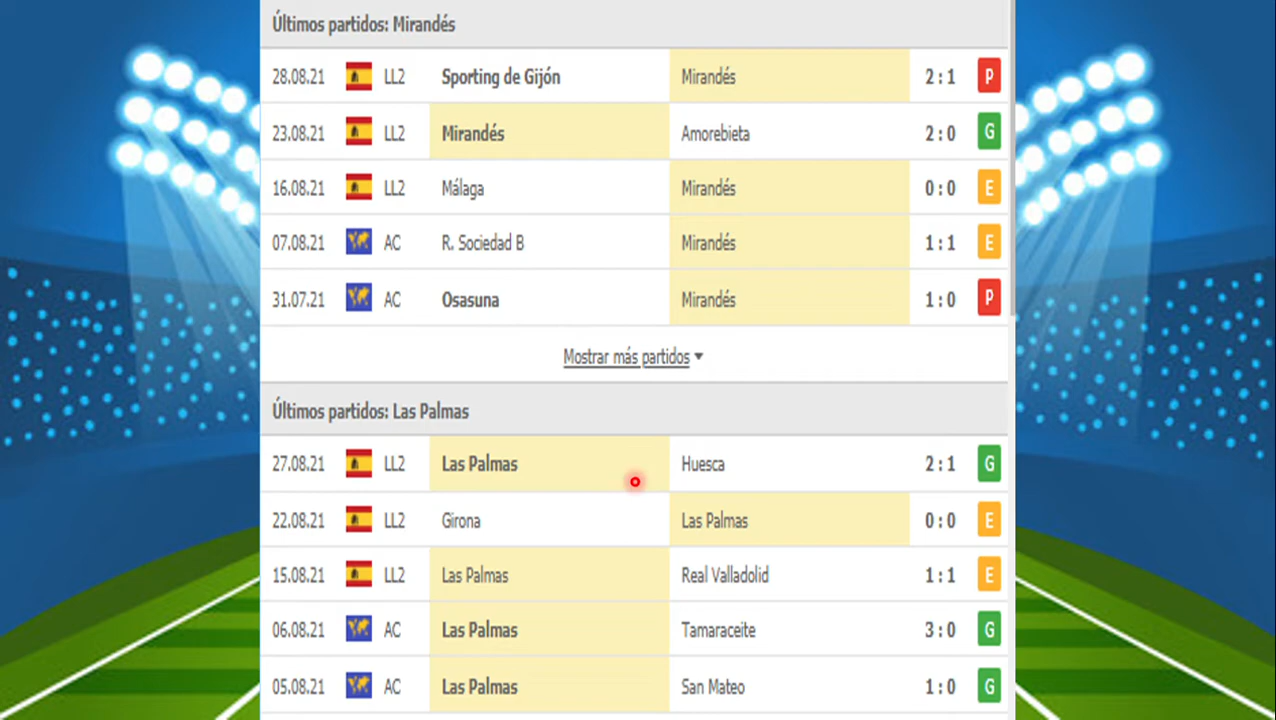 Últimos partidos: Mirandés
28.08.21 LL2 Sporting de Gijón Mirandés 2 : 1 P
23.08.21 LL2 Mirandés Amorebieta 2 : 0 G
16.08.21 LL2 Málaga Mirandés 0 : 0 E
07.08.21 AC R. Sociedad B Mirandés 1 : 1 E
31.07.21 AC Osasuna Mirandés 1 : 0 P
Mostrar más partidos
Últimos partidos: Las Palmas
27.08.21 LL2 Las Palmas Huesca 2 : 1 G
22.08.21 LL2 Girona Las Palmas 0 : 0 E
15.08.21 LL2 Las Palmas Real Valladolid 1 : 1 E
06.08.21 AC Las Palmas Tamaraceite 3 : 0 G
05.08.21 AC Las Palmas San Mateo 1 : 0 G